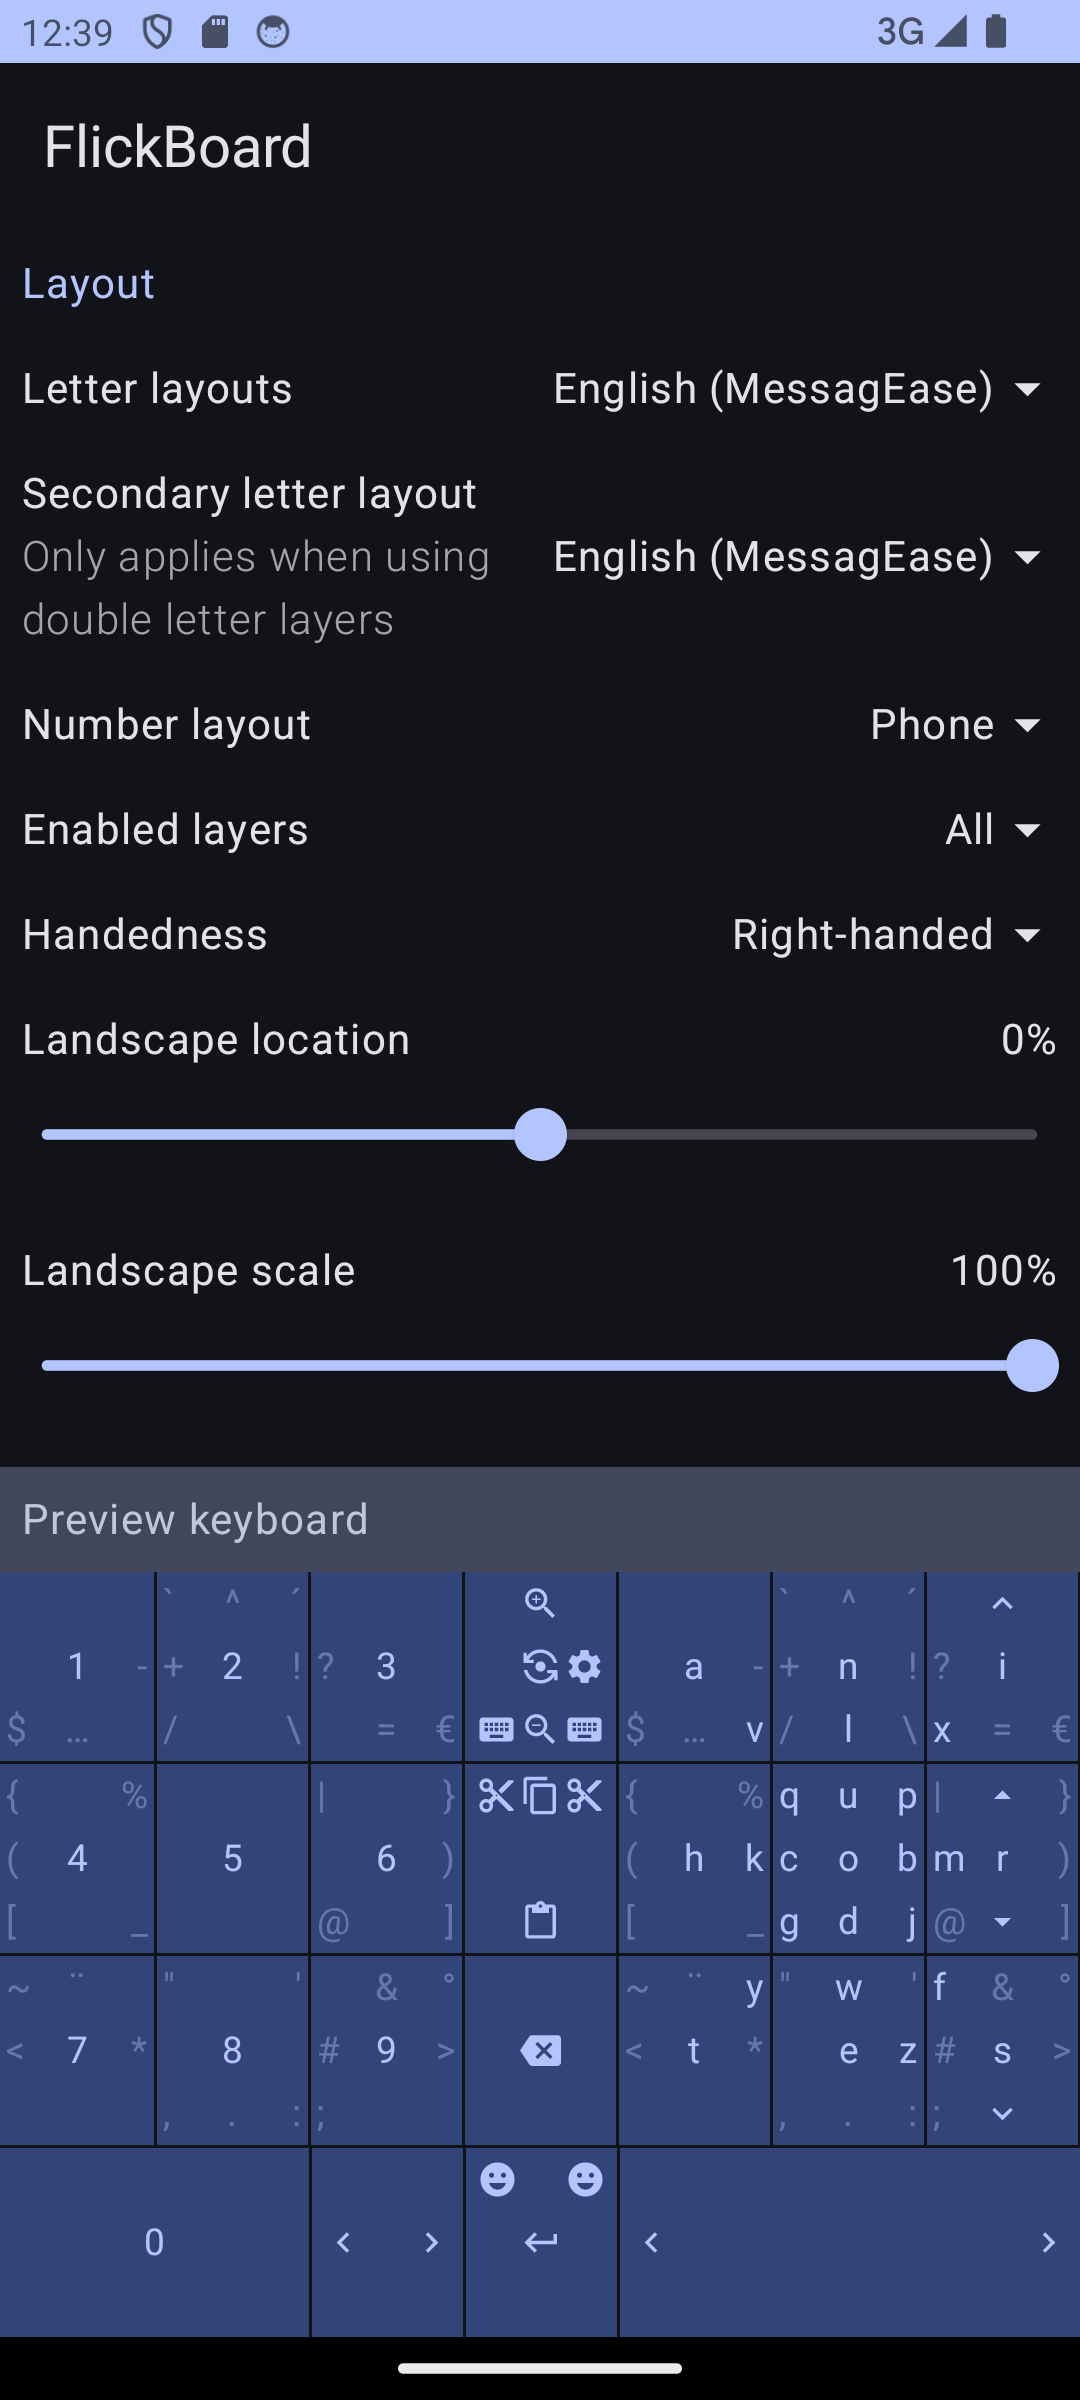 12:39 3G
FlickBoard
Layout
Letter layouts English (MessagEase)
Secondary letter layout
Only applies when using English (MessagEase)
double letter layers
Number layout Phone
Enabled layers All
Handedness Right-handed
Landscape location 0%
Landscape scale 100%
Preview keyboard
` ^ ´ ` ^ ´
1 - + 2 ! ? 3 a - + n ! ? i
$ … / \ = € $ … v / l \ x = €
{ % | } { % q u p | }
( 4 5 6 ) ( h k c o b m r )
[ _ @ ] [ _ g d j @ ]
~ ¨ " ' & ° ~ ¨ y " w ' f & °
< 7 * 8 # 9 > < t * e z # s >
, . : ; , . : ;
0